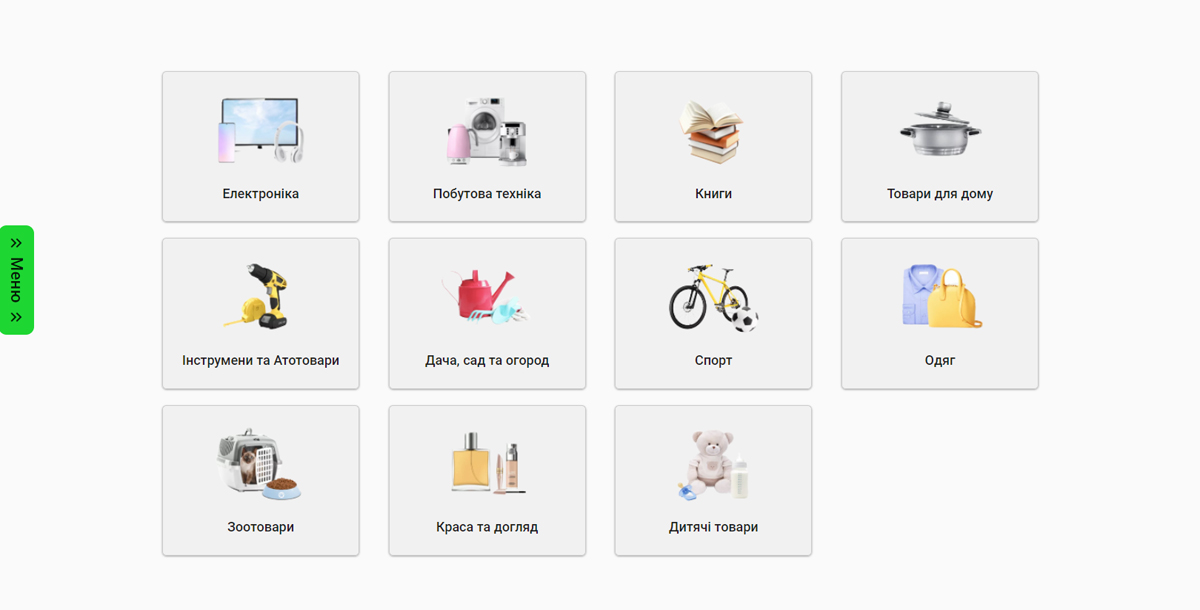 Електроніка
Побутова техніка
Книги
Товари для дому
Меню
Інструмени та Атотовари
Дача, сад та огород
Спорт
Одяг
Зоотовари
Краса та догляд
Дитячі товари